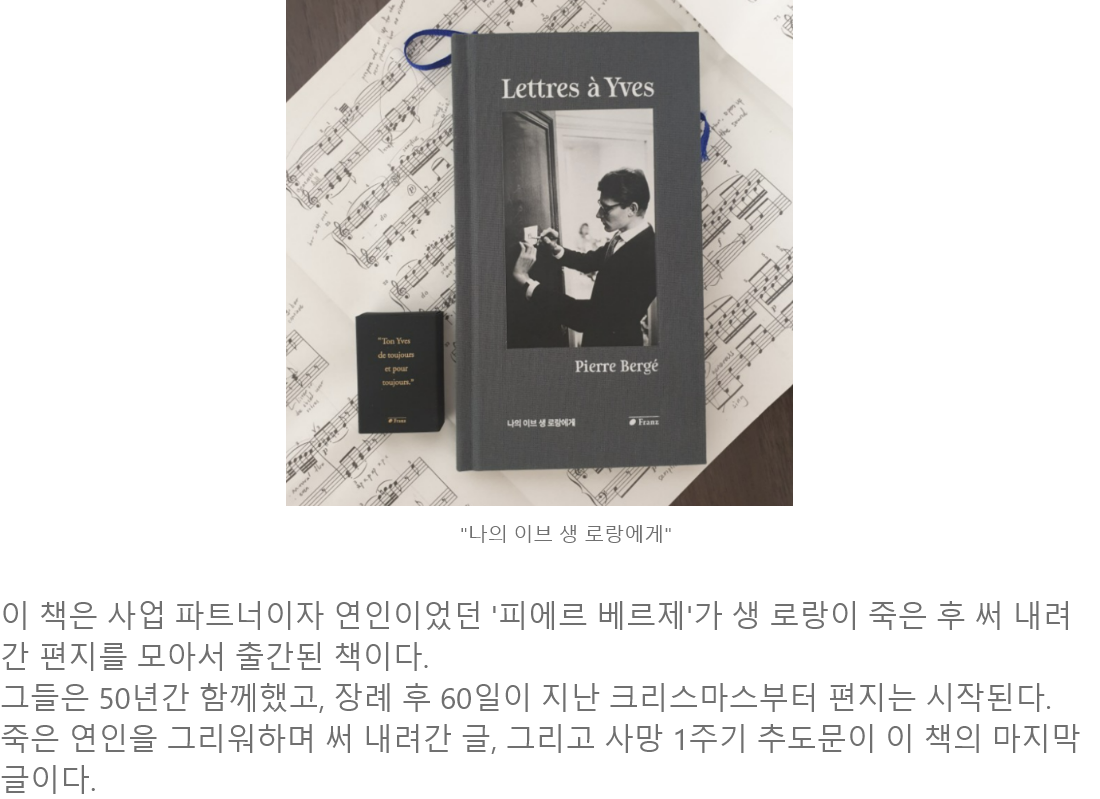 Lettres à Yves
Pierre Bergé
나의 이브 생 로랑에게
Franz
"Ton Yves
de toujours
et pour
toujours."
Franz
"나의 이브 생 로랑에게"
이 책은 사업 파트너이자 연인이었던 '피에르 베르제'가 생 로랑이 죽은 후 써 내려
간 편지를 모아서 출간된 책이다.
그들은 50년간 함께했고, 장례 후 60일이 지난 크리스마스부터 편지는 시작된다.
죽은 연인을 그리워하며 써 내려간 글, 그리고 사망 1주기 추도문이 이 책의 마지막
글이다.